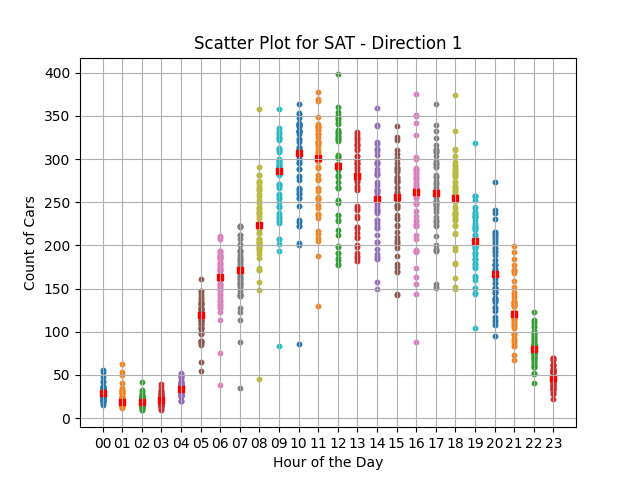 Scatter Plot for SAT - Direction 1
Count of Cars
400
350
300
250
200
150
100
50
0
00 01 02 03 04 05 06 07 08 09 10 11 12 13 14 15 16 17 18 19 20 21 22 23
Hour of the Day